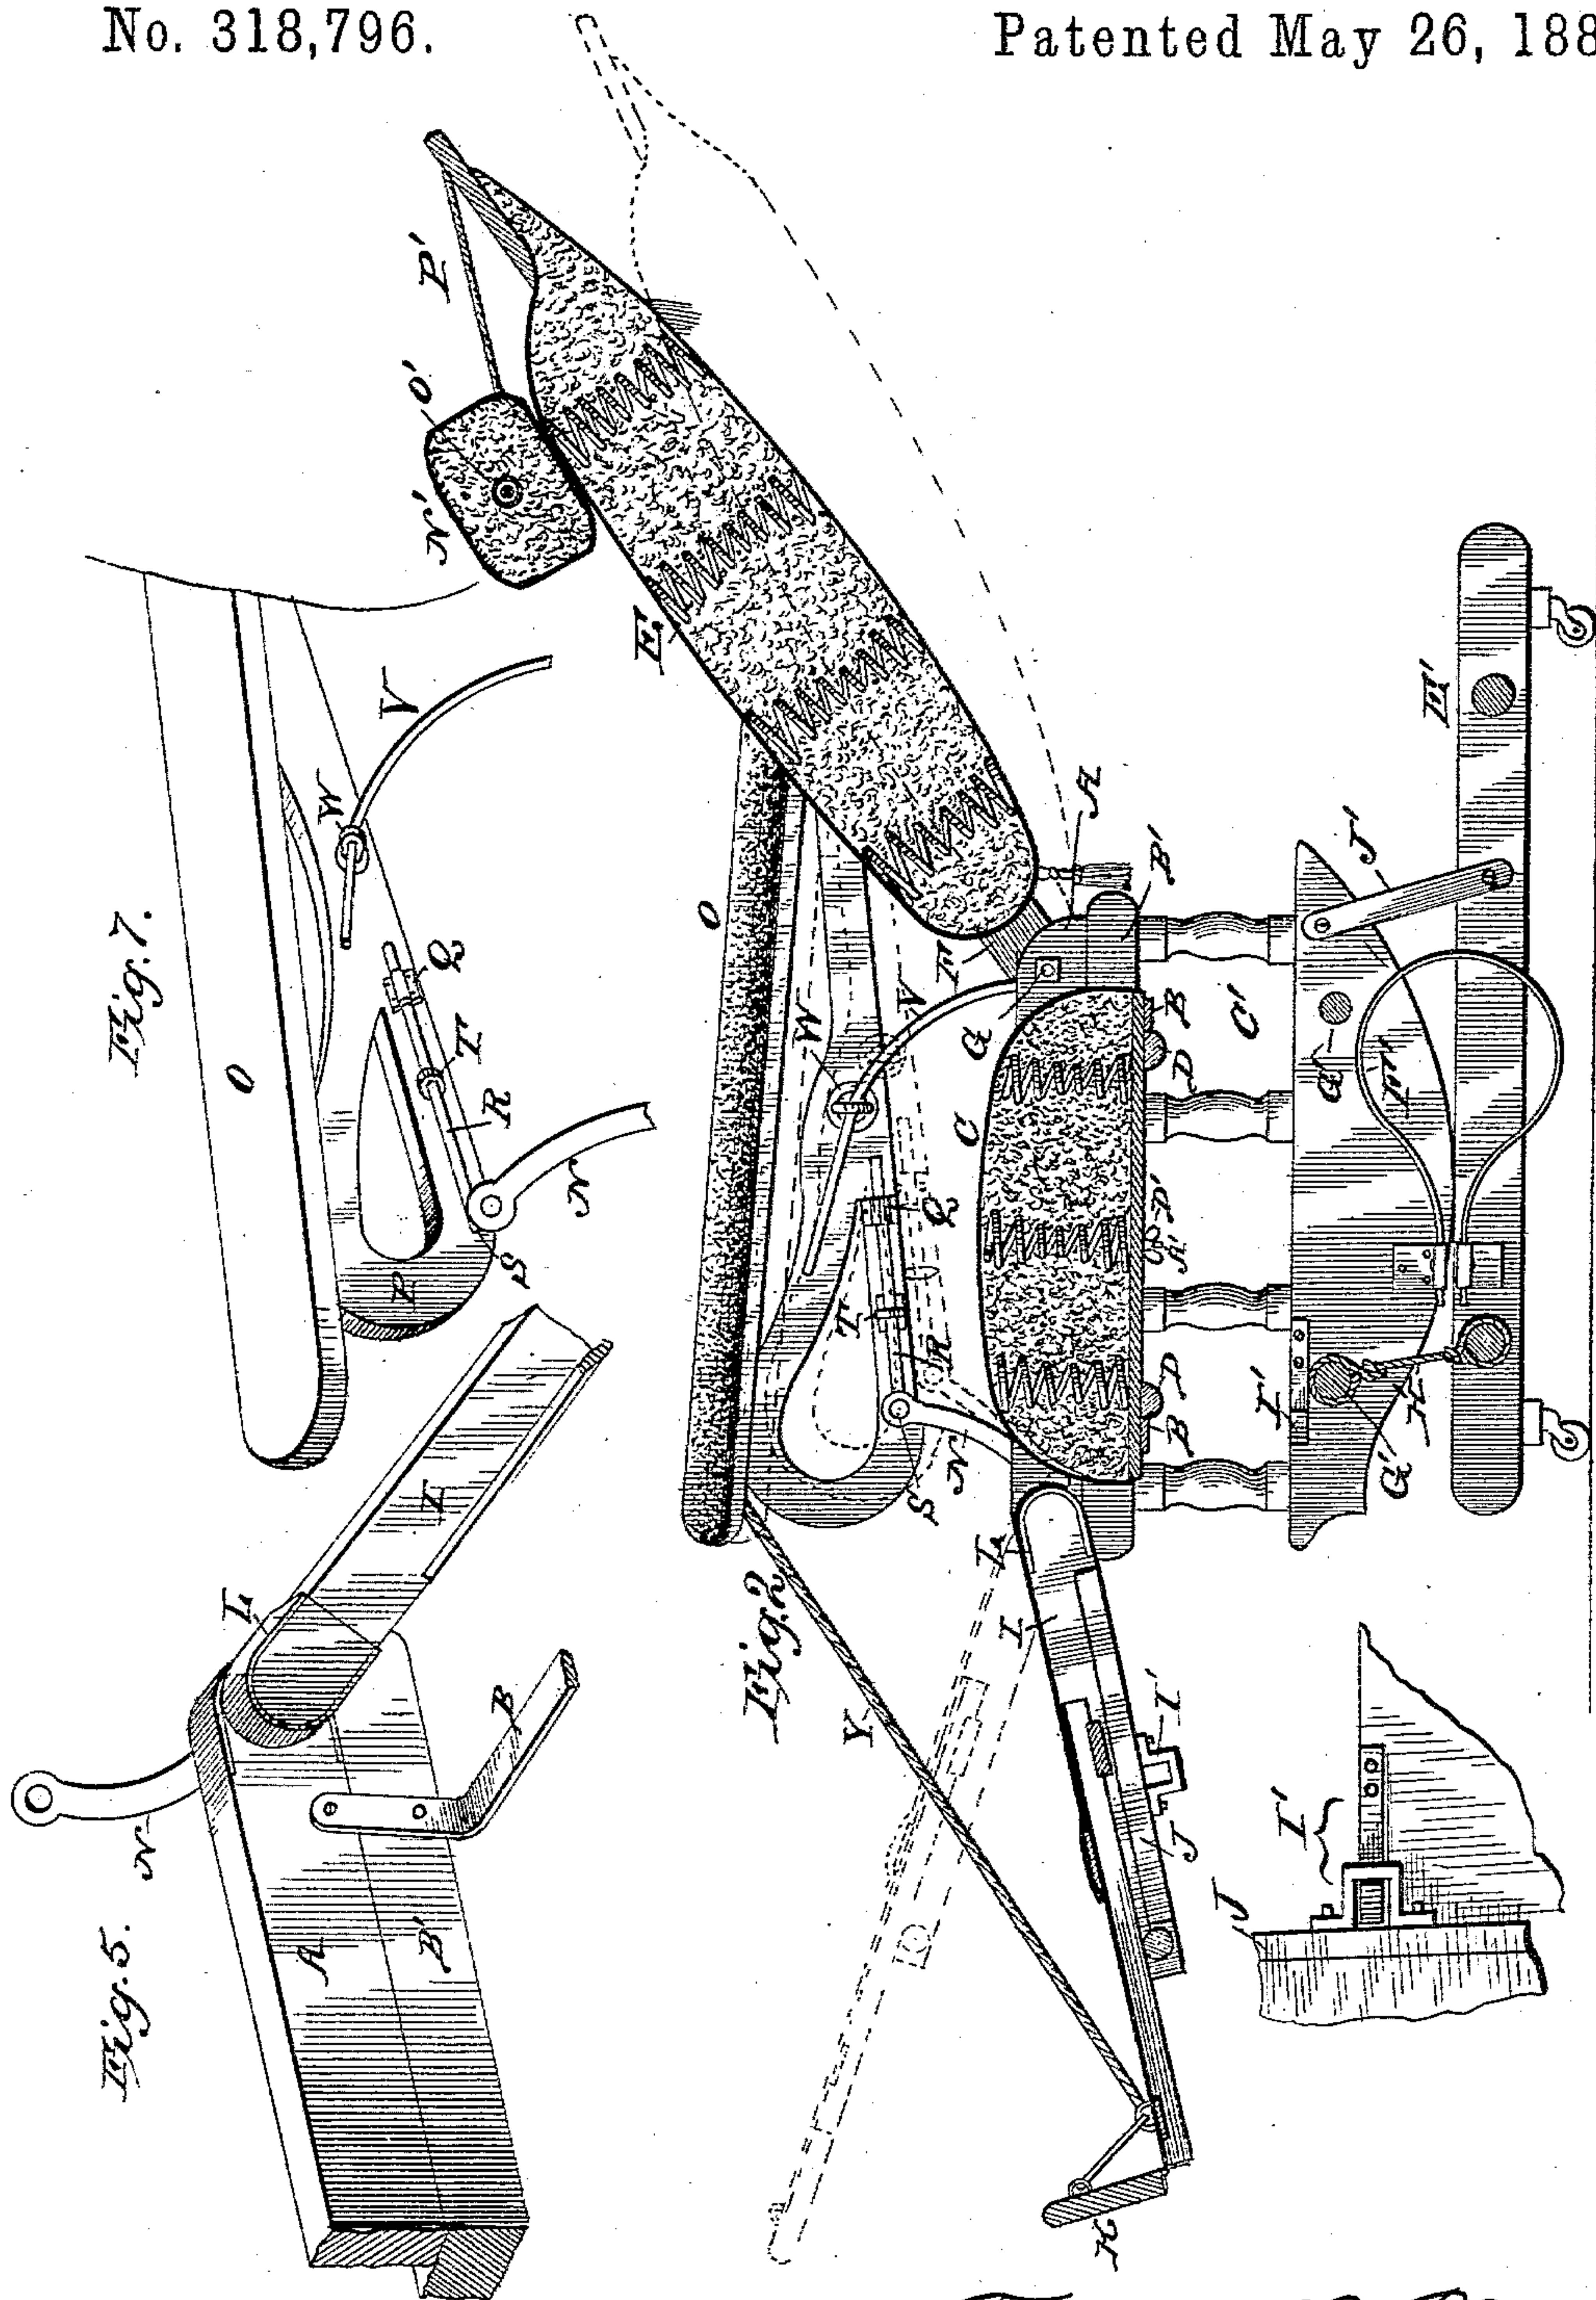 No. 318,796.
Patented May 26, 188
P'
O'
N'
E'
Fig. 7.
O
V
W
Q
T
R
S
P
N
O
W
V
F
A
B'
G
C
B
D
D'
A'
Q
T
R
S
N
D
B
C'
G'
J'
H'
F'
I'
G'
K'
Fig. 2
L
I
Y
I'
J
K
Fig. 5.
N
L
I
A
B'
B
J
I'